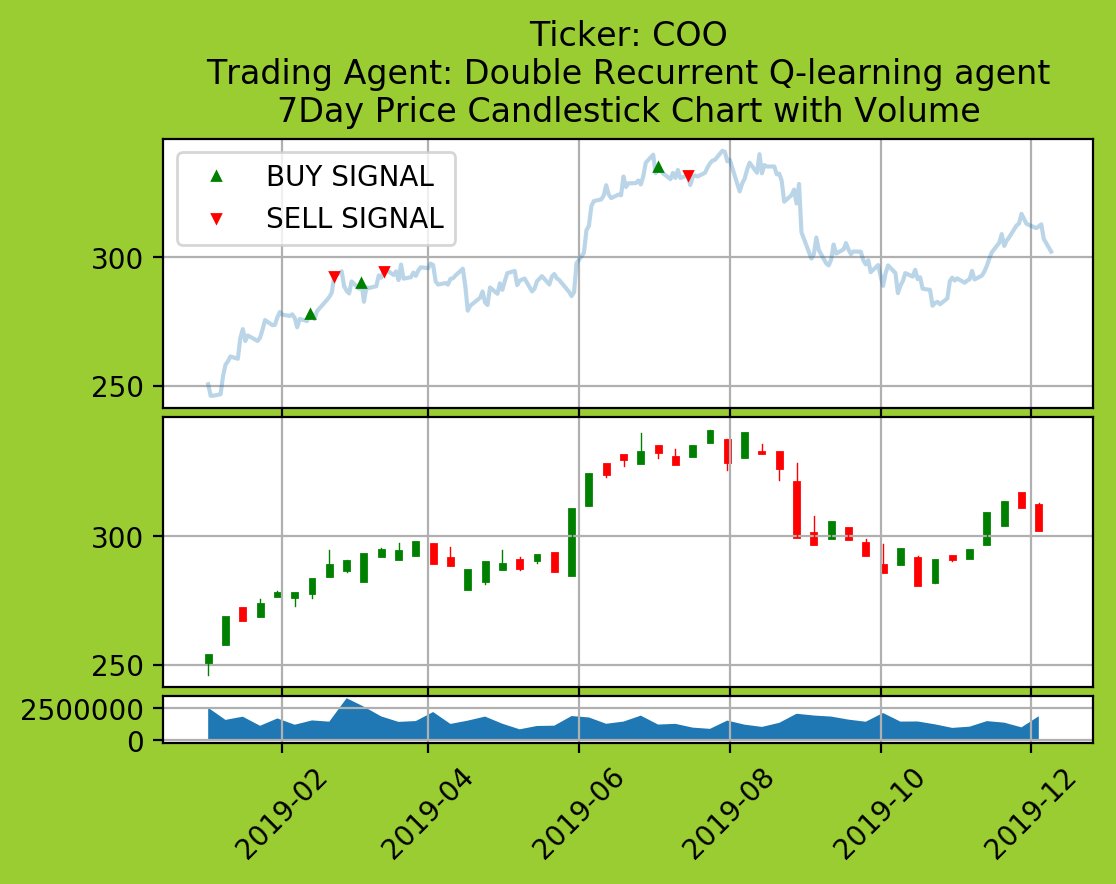 Ticker: COO
Trading Agent: Double Recurrent Q-learning agent
7Day Price Candlestick Chart with Volume
BUY SIGNAL
SELL SIGNAL
300
250
300
250
2500000
0
2019-02
2019-04
2019-06
2019-08
2019-10
2019-12